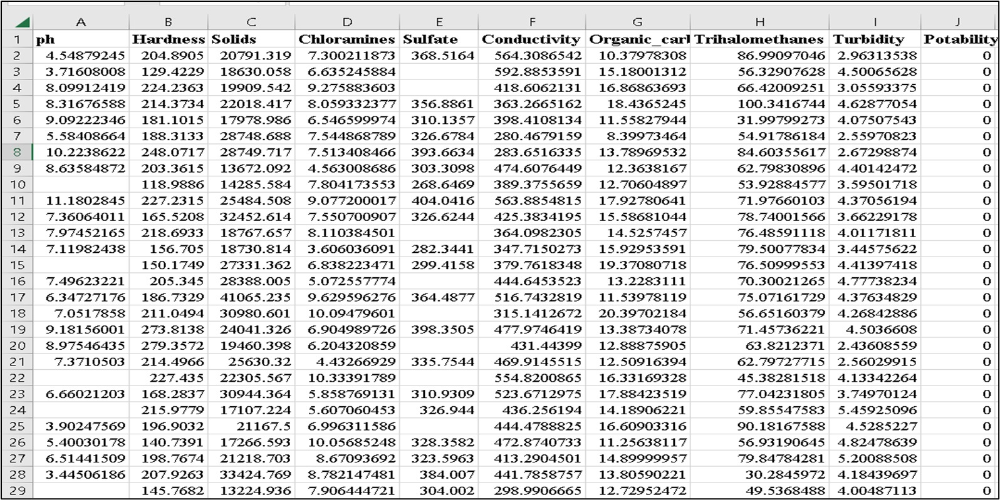 A B C D E F G H I J
1 ph Hardness Solids Chloramines Sulfate Conductivity Organic_car Trihalomethanes Turbidity Potability
2 4.54879245 204.8905 20791.319 7.300211873 368.5164 564.3086542 10.37978308 86.99097046 2.96313538 0
3 3.71608008 129.4229 18630.058 6.635245884 592.8853591 15.18001312 56.32907628 4.50065628 0
4 8.09912419 224.2363 19909.542 9.275883603 418.6062131 16.86863693 66.42009251 3.05593375 0
5 8.31676588 214.3734 22018.417 8.059332377 356.8861 363.2665162 18.4365245 100.3416744 4.62877054 0
6 9.09222346 181.1015 17978.986 6.546599974 310.1357 398.4108134 11.55827944 31.99799273 4.07507543 0
7 5.58408664 188.3133 28748.688 7.544868789 326.6784 280.4679159 8.39973464 54.91786184 2.55970823 0
8 10.2238622 248.0717 28749.717 7.513408466 393.6634 283.6516335 13.78969532 84.60355617 2.67298874 0
9 8.63584872 203.3615 13672.092 4.563008686 303.3098 474.6076449 12.3638167 62.79830896 4.40142472 0
10 118.9886 14285.584 7.804173553 268.6469 389.3755659 12.70604897 53.92884577 3.59501718 0
11 11.1802845 227.2315 25484.508 9.077200017 404.0416 563.8854815 17.92780641 71.97660103 4.37056194 0
12 7.36064011 165.5208 32452.614 7.550700907 326.6244 425.3834195 15.58681044 78.74001566 3.66229178 0
13 7.97452165 218.6933 18767.657 8.110384501 364.0982305 14.5257457 76.48591118 4.01171811 0
14 7.11982438 156.705 18730.814 3.606036091 282.3441 347.7150273 15.92953591 79.50077834 3.44575622 0
15 150.1749 27331.362 6.838223471 299.4158 379.7618348 19.37080718 76.50999553 4.41397418 0
16 7.49623221 205.345 28388.005 5.072557774 444.6453523 13.2283111 70.30021265 4.77738234 0
17 6.34727176 186.7329 41065.235 9.629596276 364.4877 516.7432819 11.53978119 75.07161729 4.37634829 0
18 7.0517858 211.0494 30980.601 10.09479601 315.1412672 20.39702184 56.65160379 4.26842886 0
19 9.18156001 273.8138 24041.326 6.904989726 398.3505 477.9746419 13.38734078 71.45736221 4.5036608 0
20 8.97546435 279.3572 19460.398 6.204320859 431.44399 12.88875905 63.8212371 2.43608559 0
21 7.3710503 214.4966 25630.32 4.43266929 335.7544 469.9145515 12.50916394 62.79727715 2.56029915 0
22 227.435 22305.567 10.33391789 554.8200865 16.33169328 45.38281518 4.13342264 0
23 6.66021203 168.2837 30944.364 5.858769131 310.9309 523.6712975 17.88423519 77.04231805 3.74970124 0
24 215.9779 17107.224 5.607060453 326.944 436.256194 14.18906221 59.85547583 5.45925096 0
25 3.90247569 196.9032 21167.5 6.996311586 444.4788825 16.60903316 90.18167588 4.5285227 0
26 5.40030178 140.7391 17266.593 10.05685248 328.3582 472.8740733 11.25638117 56.93190645 4.82478639 0
27 6.51441509 198.7674 21218.703 8.67093692 323.5963 413.2904501 14.89999957 79.84784281 5.20088508 0
28 3.44506186 207.9263 33424.769 8.782147481 384.007 441.7858757 13.80590221 30.2845972 4.18439697 0
29 145.7682 13224.936 7.906444721 304.002 298.9906665 12.72952472 49.5368488 4.00487113 0